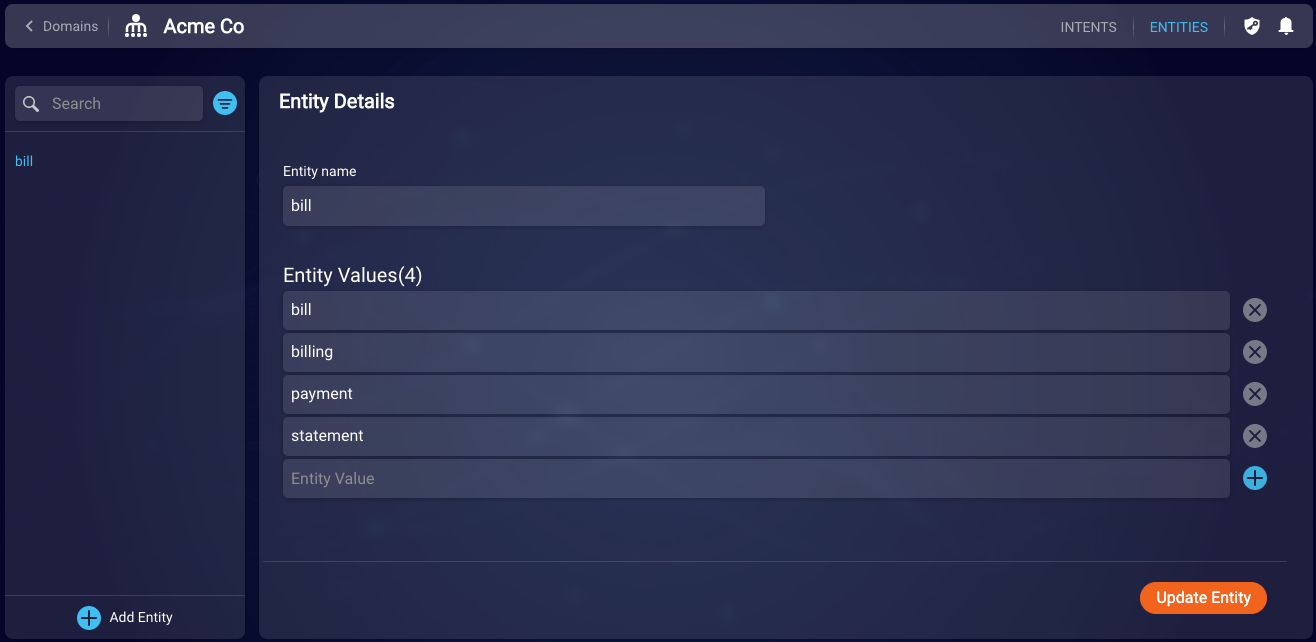 Domains
Acme Co
INTENTS
ENTITIES
Search
bill
Add Entity
Entity Details
Entity name
bill
Entity Values(4)
bill
billing
payment
statement
Entity Value
Update Entity